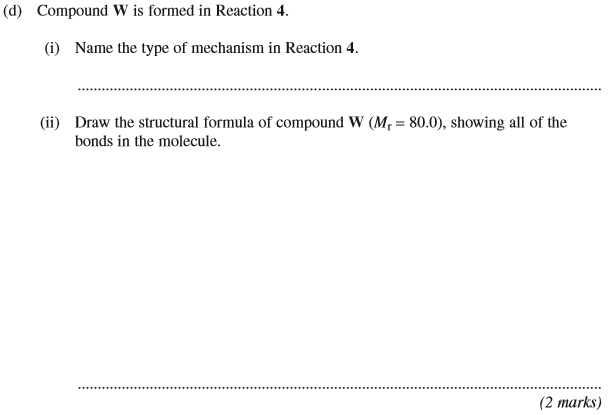 (d) Compound W is formed in Reaction 4.
(i) Name the type of mechanism in Reaction 4.
(ii) Draw the structural formula of compound W (Mr = 80.0), showing all of the
bonds in the molecule.
(2 marks)